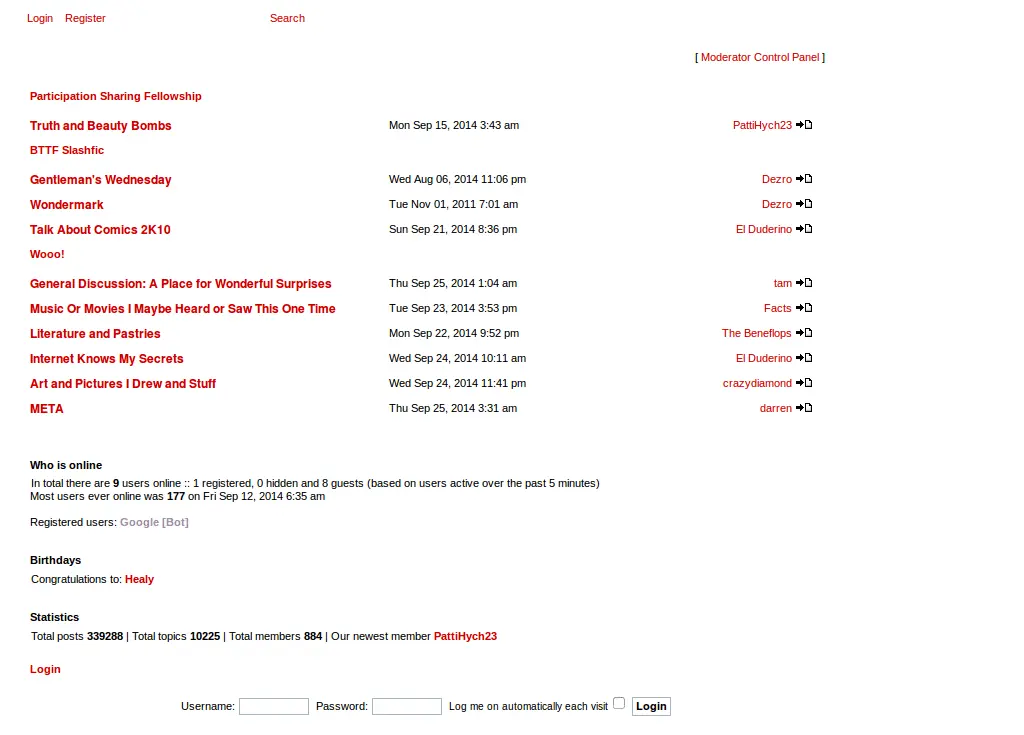 Login Register Search
[ Moderator Control Panel ]
Participation Sharing Fellowship
Truth and Beauty Bombs Mon Sep 15, 2014 3:43 am PattiHych23
BTTF Slashfic
Gentleman's Wednesday Wed Aug 06, 2014 11:06 pm Dezro
Wondermark Tue Nov 01, 2011 7:01 am Dezro
Talk About Comics 2K10 Sun Sep 21, 2014 8:36 pm El Duderino
Wooo!
General Discussion: A Place for Wonderful Surprises Thu Sep 25, 2014 1:04 am tam
Music Or Movies I Maybe Heard or Saw This One Time Tue Sep 23, 2014 3:53 pm Facts
Literature and Pastries Mon Sep 22, 2014 9:52 pm The Beneflops
Internet Knows My Secrets Wed Sep 24, 2014 10:11 am El Duderino
Art and Pictures I Drew and Stuff Wed Sep 24, 2014 11:41 pm crazydiamond
META Thu Sep 25, 2014 3:31 am darren
Who is online
In total there are 9 users online :: 1 registered, 0 hidden and 8 guests (based on users active over the past 5 minutes)
Most users ever online was 177 on Fri Sep 12, 2014 6:35 am
Registered users: Google [Bot]
Birthdays
Congratulations to: Healy
Statistics
Total posts 339288 | Total topics 10225 | Total members 884 | Our newest member PattiHych23
Login
Username: Password: Log me on automatically each visit Login